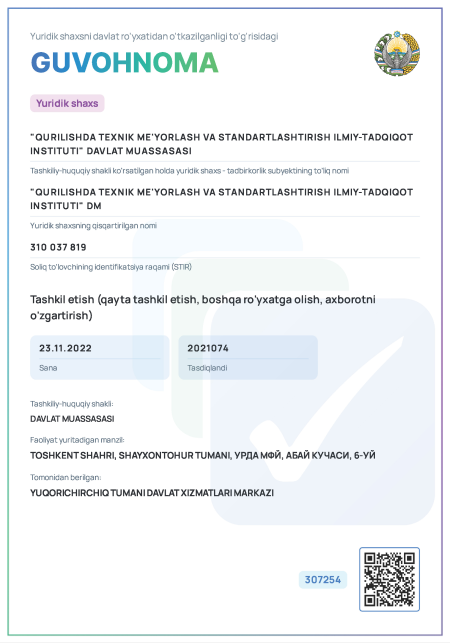 Yuridik shaxsni davlat ro'yxatidan o'tkazilganligi to'g'risidagi
GUVOHNOMA
Yuridik shaxs
"QURILISHDA TEXNIK ME'YORLASH VA STANDARTLASHTIRISH ILMIY-TADQIQOT
INSTITUTI" DAVLAT MUASSASASI
Tashkiliy-huquqiy shakli ko'rsatilgan holda yuridik shaxs - tadbirkorlik subyektining to'liq nomi
"QURILISHDA TEXNIK ME'YORLASH VA STANDARTLASHTIRISH ILMIY-TADQIQOT
INSTITUTI" DM
Yuridik shaxsning qisqartirilgan nomi
310 037 819
Soliq to'lovchining identifikatsiya raqami (STIR)
Tashkil etish (qayta tashkil etish, boshqa ro'yxatga olish, axborotni
o'zgartirish)
23.11.2022
2021074
Sana
Tasdiqlandi
Tashkiliy-huquqiy shakli:
DAVLAT MUASSASASI
Faoliyat yuritadigan manzil:
TOSHKENT SHAHRI, SHAYXONTOHUR TUMANI, УРДА МФЙ, АБАЙ КУЧАСИ, 6-УЙ
Tomonidan berilgan:
YUQORICHIRCHIQ TUMANI DAVLAT XIZMATLARI MARKAZI
307254